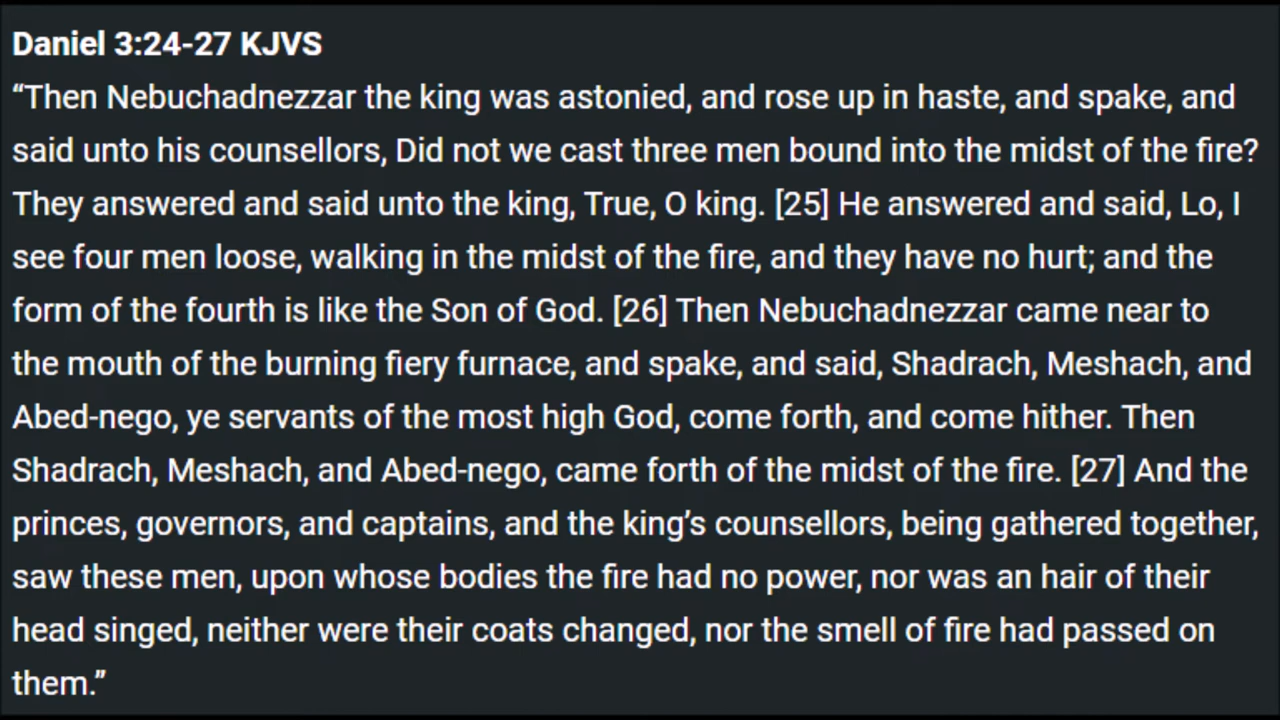 Daniel 3:24-27 KJVS
“Then Nebuchadnezzar the king was astonied, and rose up in haste, and spake, and
said unto his counsellors, Did not we cast three men bound into the midst of the fire?
They answered and said unto the king, True, O king. [25] He answered and said, Lo, I
see four men loose, walking in the midst of the fire, and they have no hurt; and the
form of the fourth is like the Son of God. [26] Then Nebuchadnezzar came near to
the mouth of the burning fiery furnace, and spake, and said, Shadrach, Meshach, and
Abed-nego, ye servants of the most high God, come forth, and come hither. Then
Shadrach, Meshach, and Abed-nego, came forth of the midst of the fire. [27] And the
princes, governors, and captains, and the king’s counsellors, being gathered together,
saw these men, upon whose bodies the fire had no power, nor was an hair of their
head singed, neither were their coats changed, nor the smell of fire had passed on
them.”